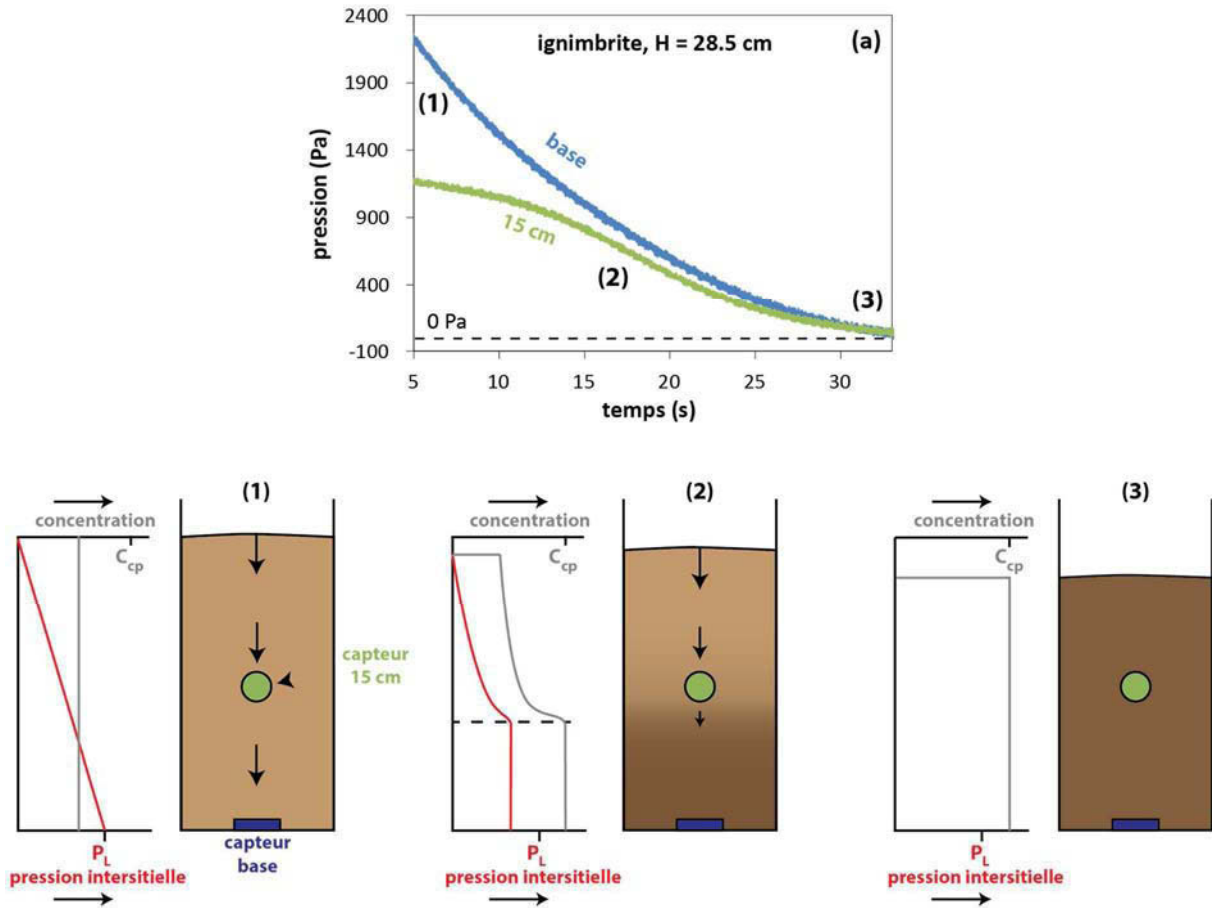 2400
1900
1400
900
400
-100
pression (Pa)
ignimbrite, H = 28.5 cm
(a)
(1)
base
15 cm
(2)
(3)
0 Pa
5
10
15
20
25
30
temps (s)
(1)
concentration
Ccp
capteur
15 cm
capteur
base
PL
pression intersitielle
(2)
concentration
Ccp
PL
pression intersitielle
(3)
concentration
Ccp
PL
pression intersitielle